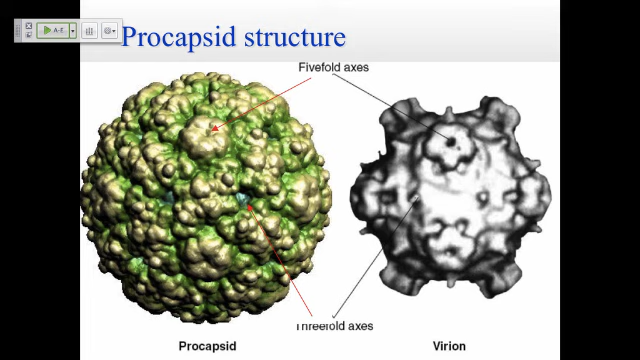 Procapsid structure
Fivefold axes
Threefold axes
Procapsid
Virion